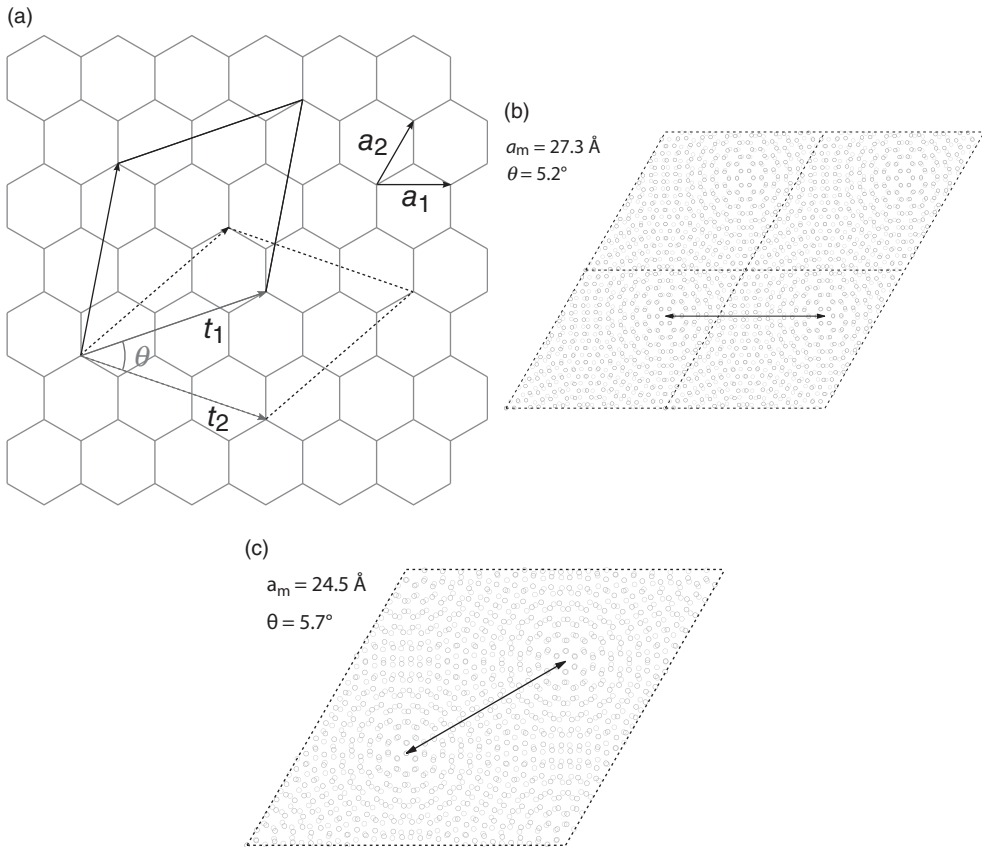 (a)
a2
a1
t1
θ
t2
(b)
am = 27.3 Å
θ = 5.2°
(c)
am = 24.5 Å
θ = 5.7°